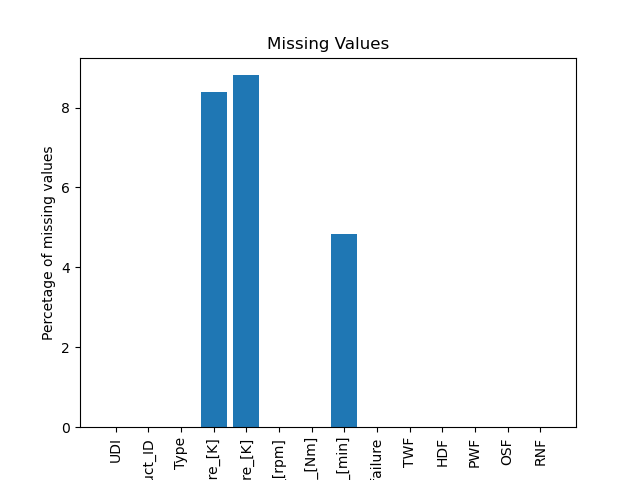 Missing Values
Percetage of missing values
8
6
4
2
0
UDI
uct_ID
Type
re_[K]
re_[K]
[rpm]
_[Nm]
_[min]
ailure
TWF
HDF
PWF
OSF
RNF